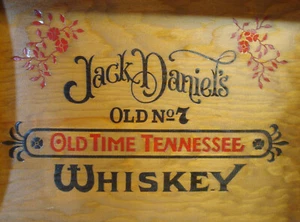 Jack Daniel's
OLD No 7
OLD TIME TENNESSEE
WHISKEY